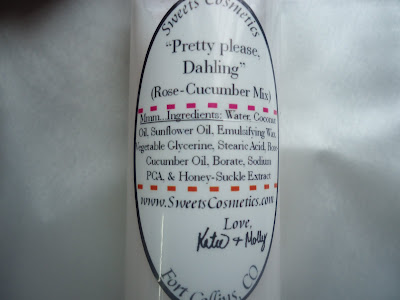 Sweets Cosmetics
"Pretty please,
Dahling"
(Rose-Cucumber Mix)
Mmm...Ingredients: Water, Coconut
Oil, Sunflower Oil, Emulsifying Wax,
Vegetable Glycerine, Stearic Acid, Rose-
Cucumber Oil, Borate, Sodium
PCA, & Honey-Suckle Extract
www.SweetsCosmetics.com
Love,
Katie + Molly
Fort Collins, CO